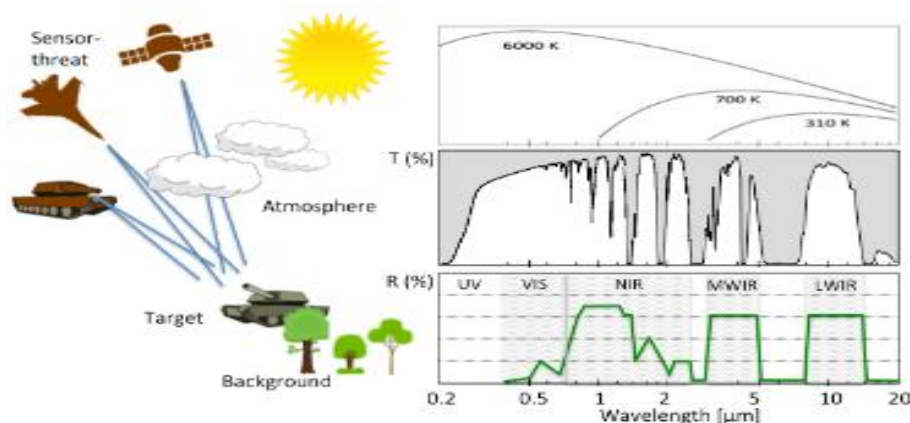 Sensor-
threat
Atmosphere
Target
Background
6000 K
700 K
310 K
T (%)
R (%)
UV
VIS
NIR
MWIR
LWIR
0.2
0.5
1
2
5
10
20
Wavelength [μm]